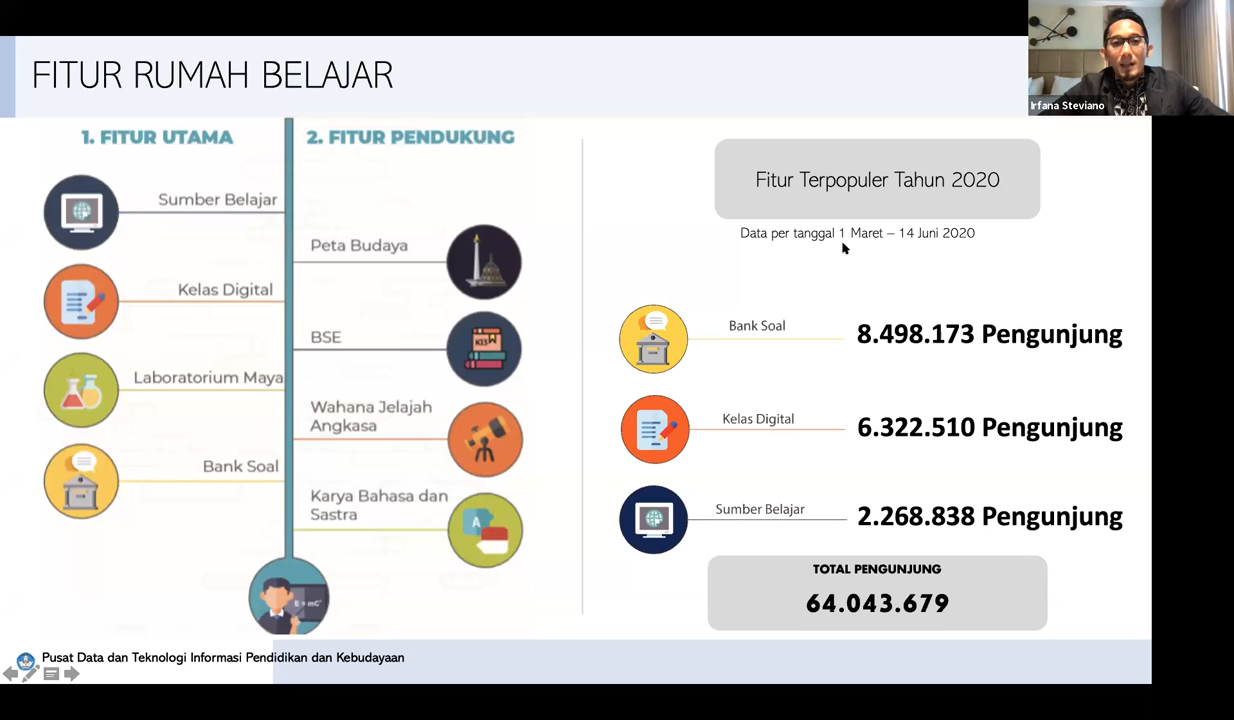 FITUR RUMAH BELAJAR
Irfana Steviano
1. FITUR UTAMA
Sumber Belajar
Kelas Digital
Laboratorium Maya
Bank Soal
2. FITUR PENDUKUNG
Peta Budaya
BSE
Wahana Jelajah
Angkasa
Karya Bahasa dan
Sastra
A
E = mC²
Fitur Terpopuler Tahun 2020
Data per tanggal 1 Maret – 14 Juni 2020
Bank Soal
8.498.173 Pengunjung
Kelas Digital
6.322.510 Pengunjung
Sumber Belajar
2.268.838 Pengunjung
TOTAL PENGUNJUNG
64.043.679
Pusat Data dan Teknologi Informasi Pendidikan dan Kebudayaan